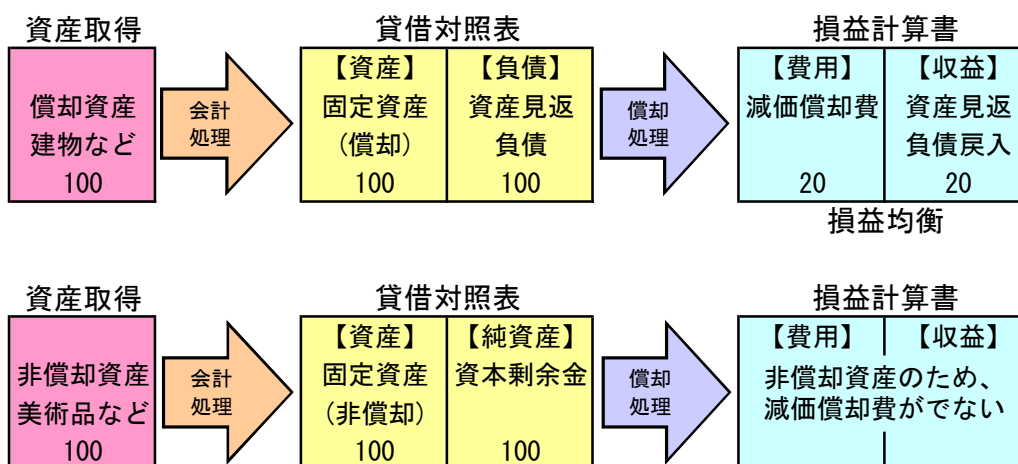 資産取得
貸借対照表
損益計算書
償却資産
建物など
100
会計
処理
【資産】
固定資産
(償却)
100
【負債】
資産見返
負債
100
償却
処理
【費用】
減価償却費
20
【収益】
資産見返
負債戻入
20
損益均衡
資産取得
貸借対照表
損益計算書
非償却資産
美術品など
100
会計
処理
【資産】
固定資産
(非償却)
100
【純資産】
資本剰余金
100
償却
処理
【費用】
【収益】
非償却資産のため、
減価償却費がでない